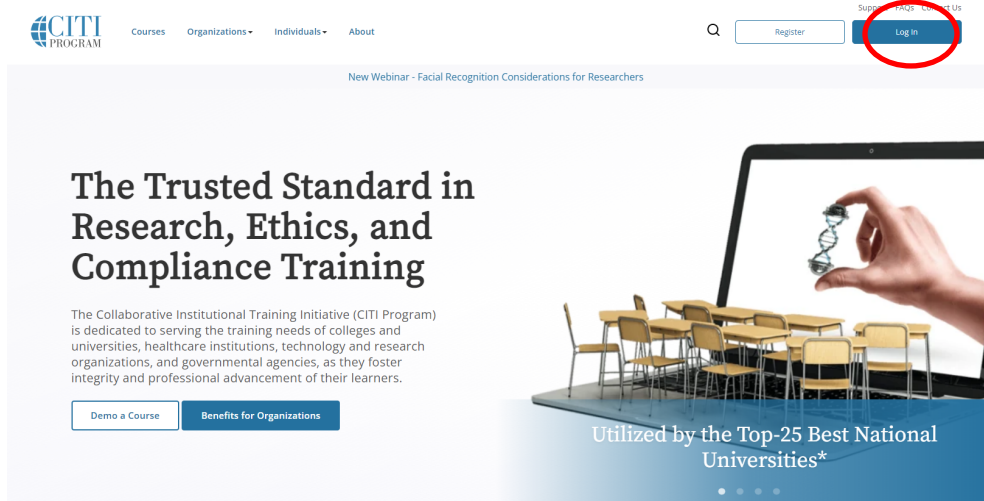 Support FAQs Contact Us
CITI
PROGRAM
Courses Organizations Individuals About
Register
Log In
New Webinar - Facial Recognition Considerations for Researchers
The Trusted Standard in
Research, Ethics, and
Compliance Training
The Collaborative Institutional Training Initiative (CITI Program)
is dedicated to serving the training needs of colleges and
universities, healthcare institutions, technology and research
organizations, and governmental agencies, as they foster
integrity and professional advancement of their learners.
Demo a Course
Benefits for Organizations
Utilized by the Top-25 Best National
Universities*